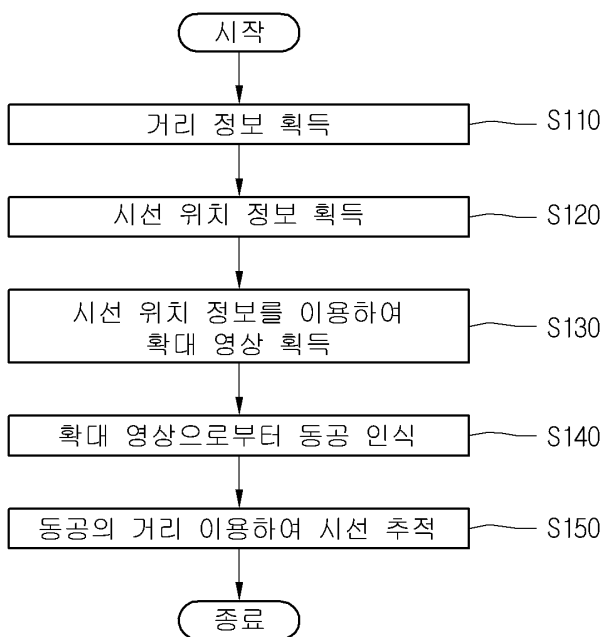 시작
거리 정보 획득
S110
시선 위치 정보 획득
S120
시선 위치 정보를 이용하여
확대 영상 획득
S130
확대 영상으로부터 동공 인식
S140
동공의 거리 이용하여 시선 추적
S150
종료